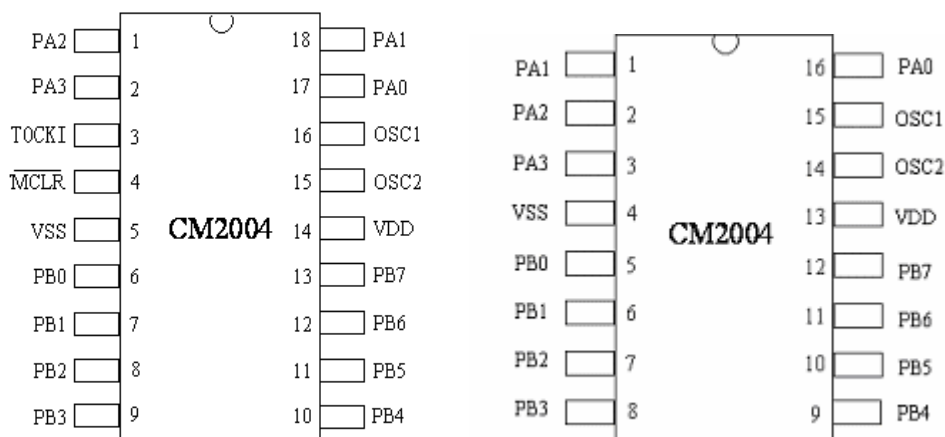 PA2 1 18 PA1
PA3 2 17 PA0
T0CKI 3 16 OSC1
MCLR 4 15 OSC2
VSS 5 CM2004 14 VDD
PB0 6 13 PB7
PB1 7 12 PB6
PB2 8 11 PB5
PB3 9 10 PB4
PA1 1 16 PA0
PA2 2 15 OSC1
PA3 3 14 OSC2
VSS 4 CM2004 13 VDD
PB0 5 12 PB7
PB1 6 11 PB6
PB2 7 10 PB5
PB3 8 9 PB4